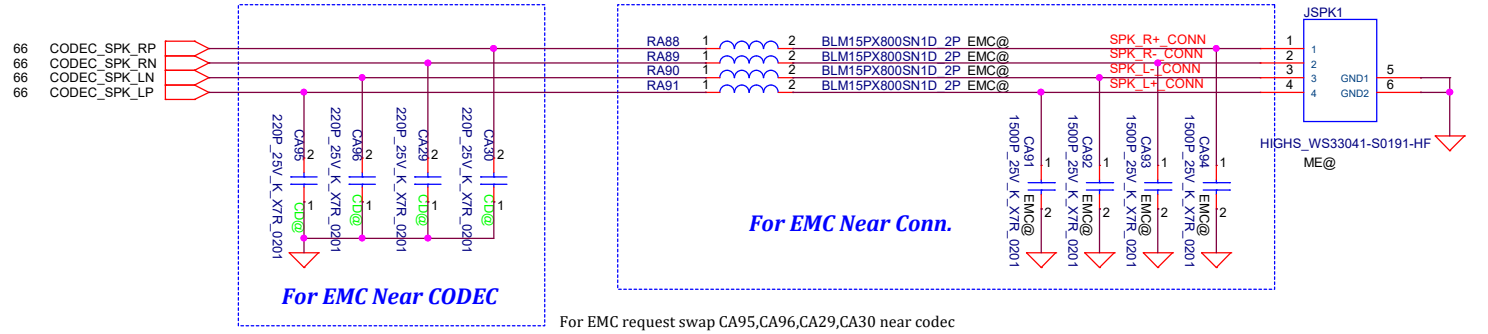 JSPK1
66 CODEC_SPK_RP RA88 1 2 BLM15PX800SN1D_2P EMC@ SPK_R+_CONN 1 1
66 CODEC_SPK_RN RA89 1 2 BLM15PX800SN1D_2P EMC@ SPK_R-_CONN 2 2
66 CODEC_SPK_LN RA90 1 2 BLM15PX800SN1D_2P EMC@ SPK_L-_CONN 3 3 GND1 5
66 CODEC_SPK_LP RA91 1 2 BLM15PX800SN1D_2P EMC@ SPK_L+_CONN 4 4 GND2 6
HIGHS_WS33041-S0191-HF
ME@
CA95 2 1 CD@
220P_25V_K_X7R_0201
CA96 2 1 CD@
220P_25V_K_X7R_0201
CA29 2 1 CD@
220P_25V_K_X7R_0201
CA30 2 1 CD@
220P_25V_K_X7R_0201
CA91 1 2 EMC@
1500P_25V_K_X7R_0201
CA92 1 2 EMC@
1500P_25V_K_X7R_0201
CA93 1 2 EMC@
1500P_25V_K_X7R_0201
CA94 1 2 EMC@
1500P_25V_K_X7R_0201
For EMC Near Conn.
For EMC Near CODEC
For EMC request swap CA95,CA96,CA29,CA30 near codec